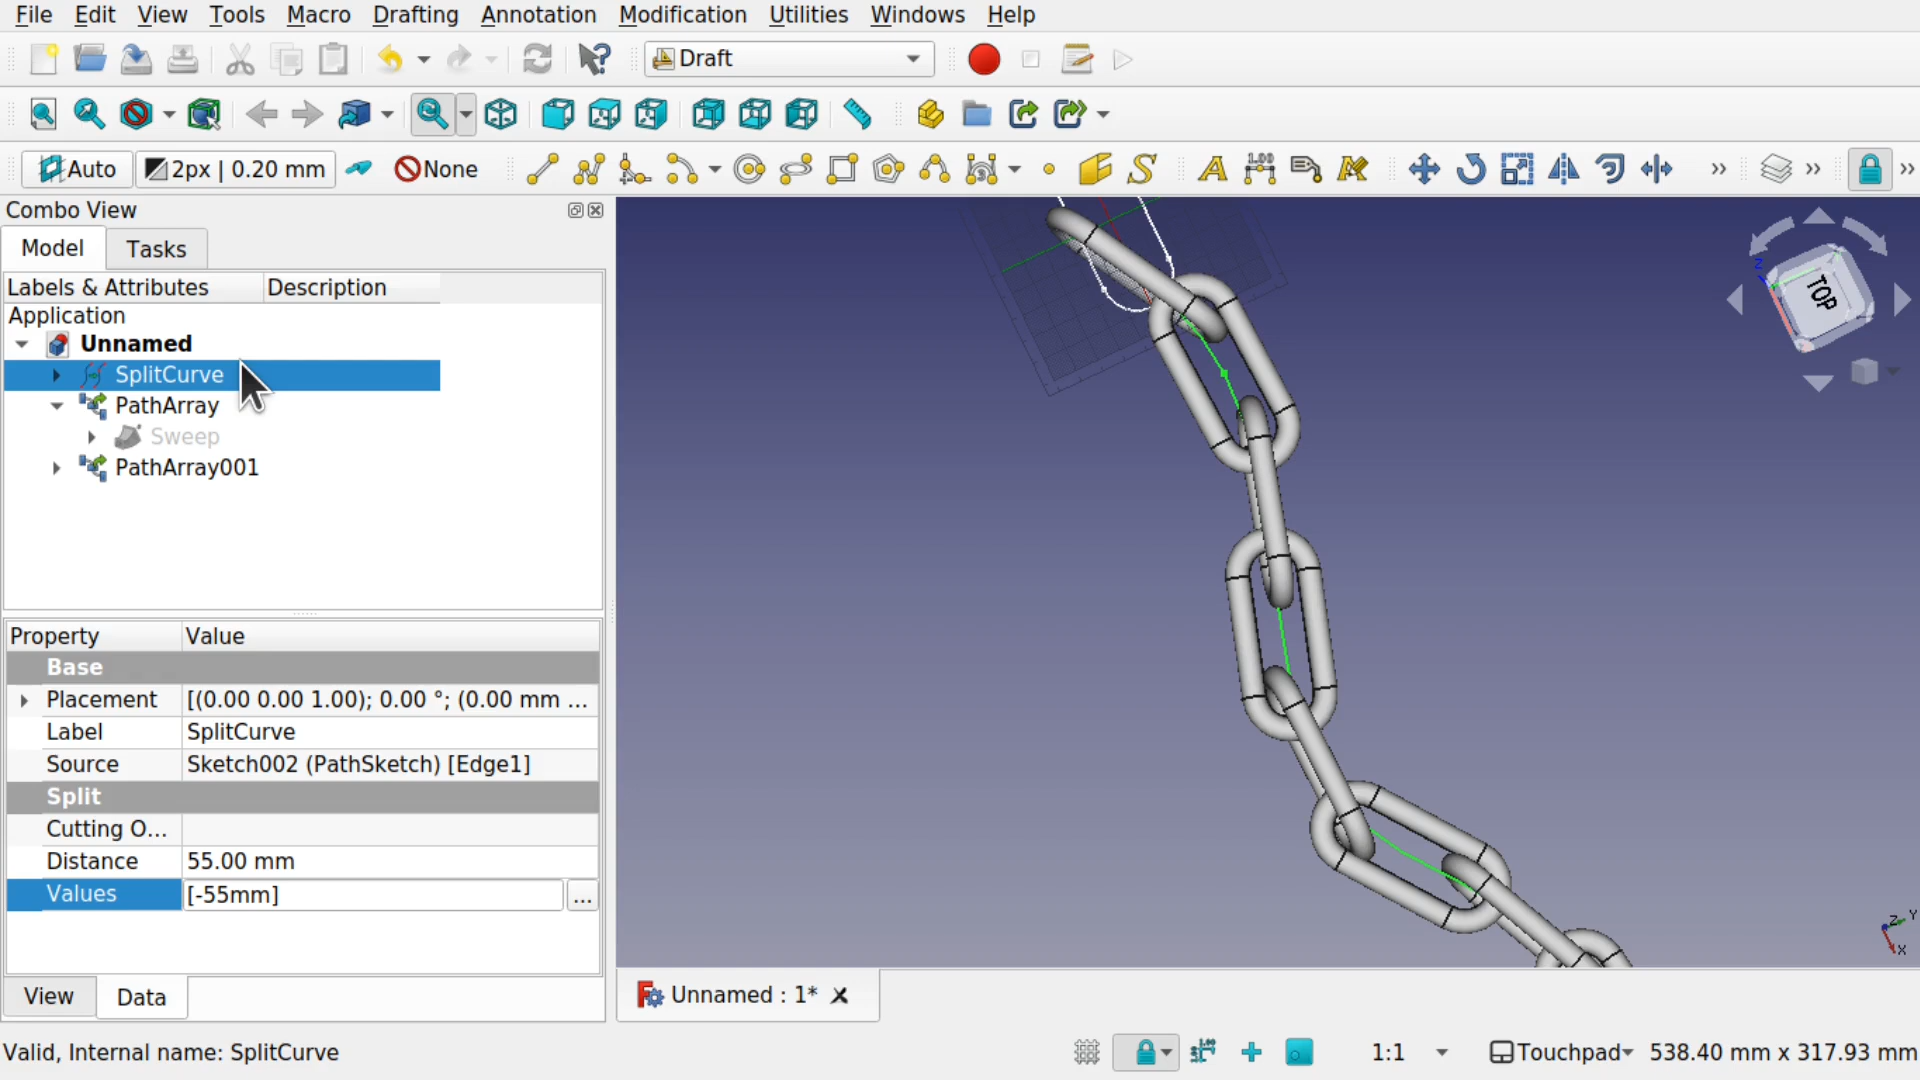 File Edit View Tools Macro Drafting Annotation Modification Utilities Windows Help
Draft
Auto 2px | 0.20 mm None 1.00 A » » »
Combo View
Model Tasks
Labels & Attributes Description
Application
Unnamed
SplitCurve
PathArray
Sweep
PathArray001
Property Value
Base
Placement [(0.00 0.00 1.00); 0.00 °; (0.00 mm ...
Label SplitCurve
Source Sketch002 (PathSketch) [Edge1]
Split
Cutting O...
Distance 55.00 mm
Values [-55mm] ...
View Data
TOP
Z
Z Y
X
Unnamed : 1*
Valid, Internal name: SplitCurve
1:1 Touchpad 538.40 mm x 317.93 mm